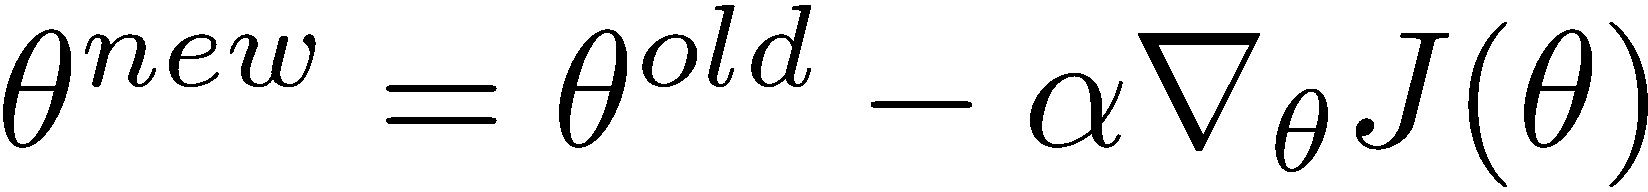 θ^{new} = θ^{old} − α∇_θ J(θ)